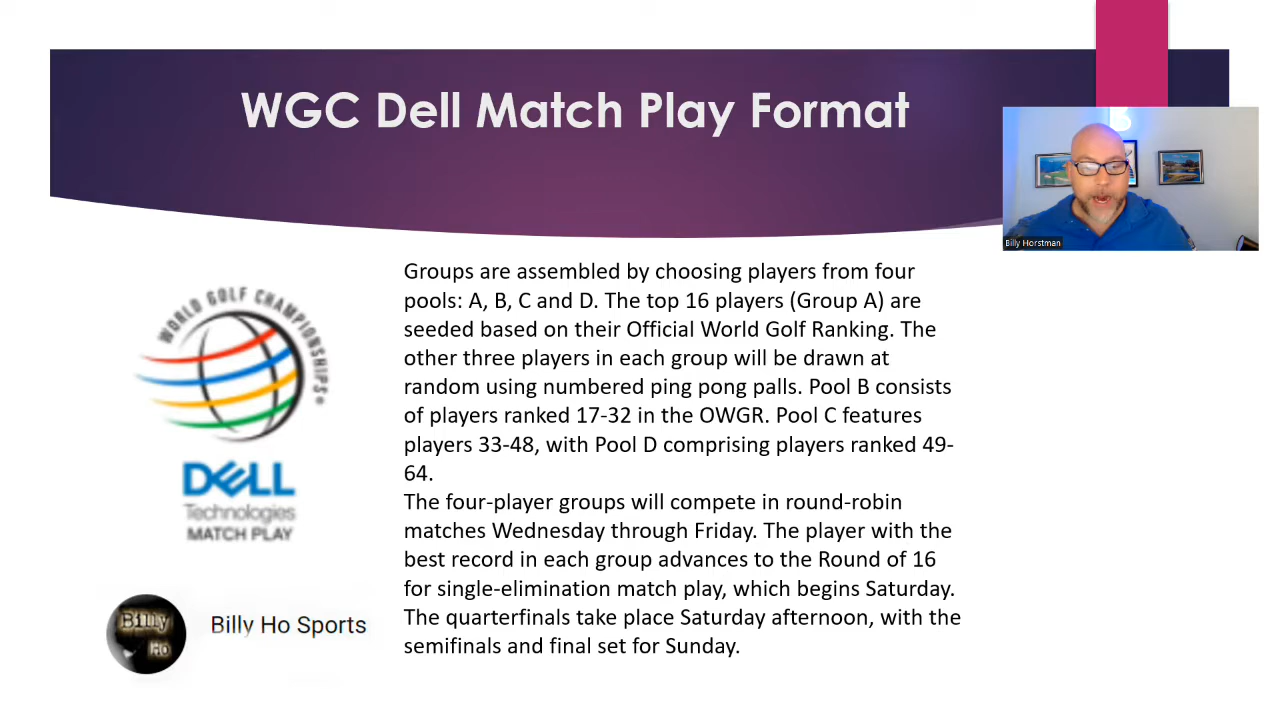 WGC Dell Match Play Format
Billy Horstman
WORLD GOLF CHAMPIONSHIPS®
DELL
Technologies
MATCH PLAY
Billy Ho Sports
Billy
Ho
Groups are assembled by choosing players from four
pools: A, B, C and D. The top 16 players (Group A) are
seeded based on their Official World Golf Ranking. The
other three players in each group will be drawn at
random using numbered ping pong palls. Pool B consists
of players ranked 17-32 in the OWGR. Pool C features
players 33-48, with Pool D comprising players ranked 49-
64.
The four-player groups will compete in round-robin
matches Wednesday through Friday. The player with the
best record in each group advances to the Round of 16
for single-elimination match play, which begins Saturday.
The quarterfinals take place Saturday afternoon, with the
semifinals and final set for Sunday.